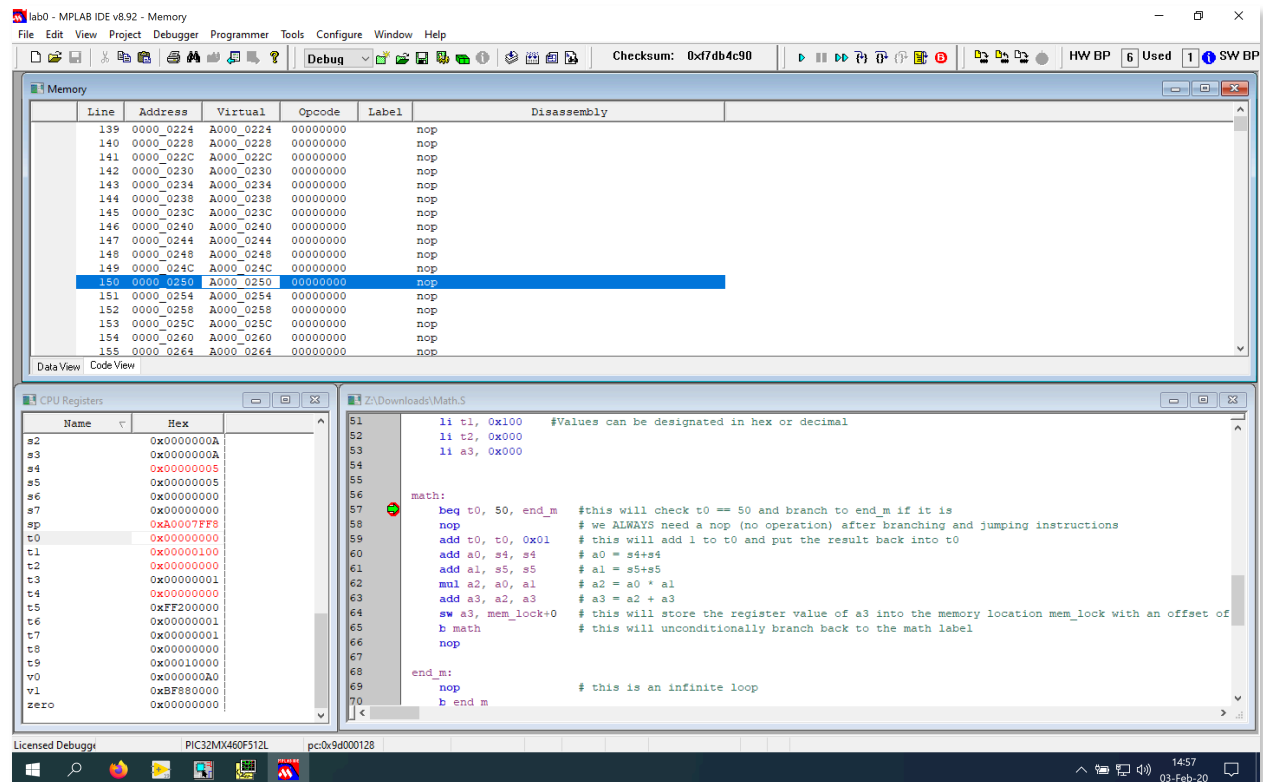 lab0 - MPLAB IDE v8.92 - Memory
File Edit View Project Debugger Programmer Tools Configure Window Help
Debug Checksum: 0xf7db4c90 HW BP 6 Used 1 SW BP
Memory
Line Address Virtual Opcode Label Disassembly
139 0000_0224 A000_0224 00000000 nop
140 0000_0228 A000_0228 00000000 nop
141 0000_022C A000_022C 00000000 nop
142 0000_0230 A000_0230 00000000 nop
143 0000_0234 A000_0234 00000000 nop
144 0000_0238 A000_0238 00000000 nop
145 0000_023C A000_023C 00000000 nop
146 0000_0240 A000_0240 00000000 nop
147 0000_0244 A000_0244 00000000 nop
148 0000_0248 A000_0248 00000000 nop
149 0000_024C A000_024C 00000000 nop
150 0000_0250 A000_0250 00000000 nop
151 0000_0254 A000_0254 00000000 nop
152 0000_0258 A000_0258 00000000 nop
153 0000_025C A000_025C 00000000 nop
154 0000_0260 A000_0260 00000000 nop
155 0000_0264 A000_0264 00000000 nop
Data View Code View
CPU Registers
Name Hex
s2 0x0000000A
s3 0x0000000A
s4 0x00000005
s5 0x00000005
s6 0x00000000
s7 0x00000000
sp 0xA0007FF8
t0 0x00000000
t1 0x00000100
t2 0x00000000
t3 0x00000001
t4 0x00000000
t5 0xFF200000
t6 0x00000001
t7 0x00000001
t8 0x00000000
t9 0x00010000
v0 0x000000A0
v1 0xBF880000
zero 0x00000000
Z:\Downloads\Math.S
51 li t1, 0x100 #Values can be designated in hex or decimal
52 li t2, 0x000
53 li a3, 0x000
54
55
56 math:
57 beq t0, 50, end_m #this will check t0 == 50 and branch to end_m if it is
58 nop # we ALWAYS need a nop (no operation) after branching and jumping instructions
59 add t0, t0, 0x01 # this will add 1 to t0 and put the result back into t0
60 add a0, s4, s4 # a0 = s4+s4
61 add a1, s5, s5 # a1 = s5+s5
62 mul a2, a0, a1 # a2 = a0 * a1
63 add a3, a2, a3 # a3 = a2 + a3
64 sw a3, mem_lock+0 # this will store the register value of a3 into the memory location mem_lock with an offset of
65 b math # this will unconditionally branch back to the math label
66 nop
67
68 end_m:
69 nop # this is an infinite loop
70 b end_m
Licensed Debugge PIC32MX460F512L pc:0x9d000128
14:57
03-Feb-20